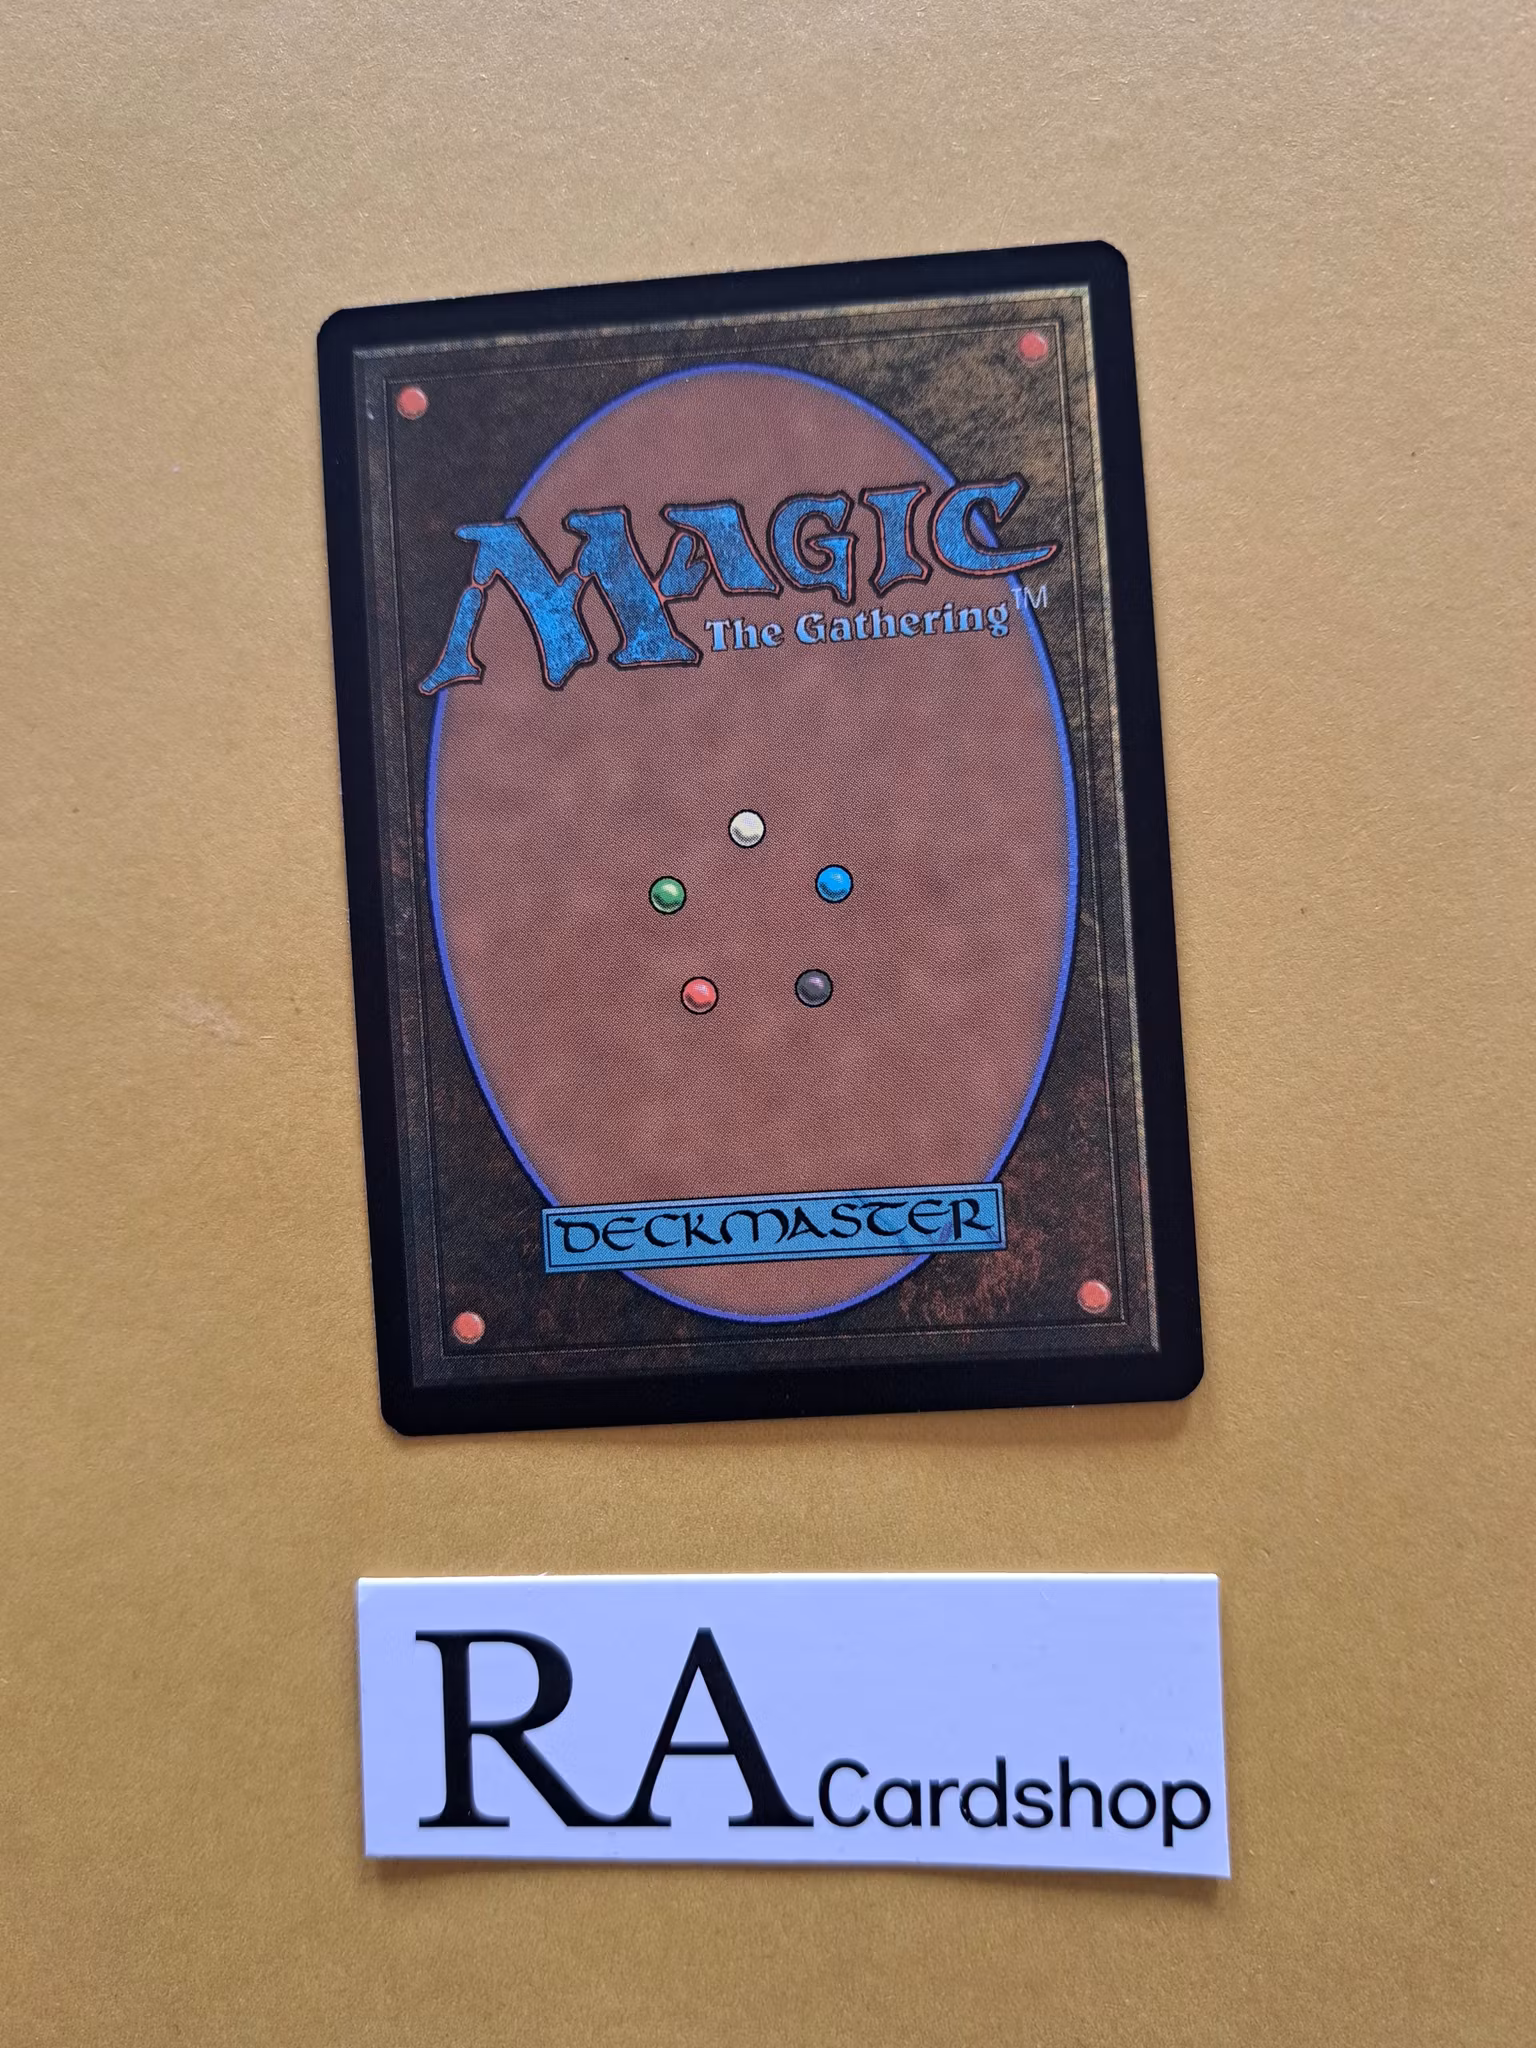 MAGIC
The Gathering™
DECKMASTER
RA Cardshop